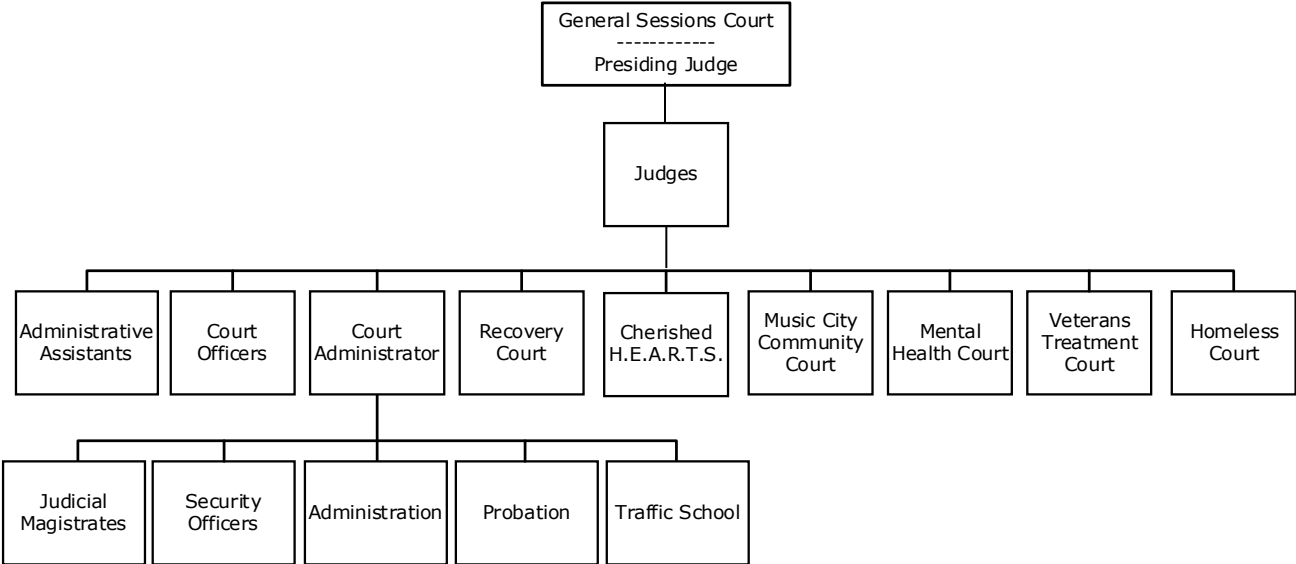 General Sessions Court
------------
Presiding Judge
Judges
Administrative
Assistants
Court
Officers
Court
Administrator
Recovery
Court
Cherished
H.E.A.R.T.S.
Music City
Community
Court
Mental
Health Court
Veterans
Treatment
Court
Homeless
Court
Judicial
Magistrates
Security
Officers
Administration
Probation
Traffic School